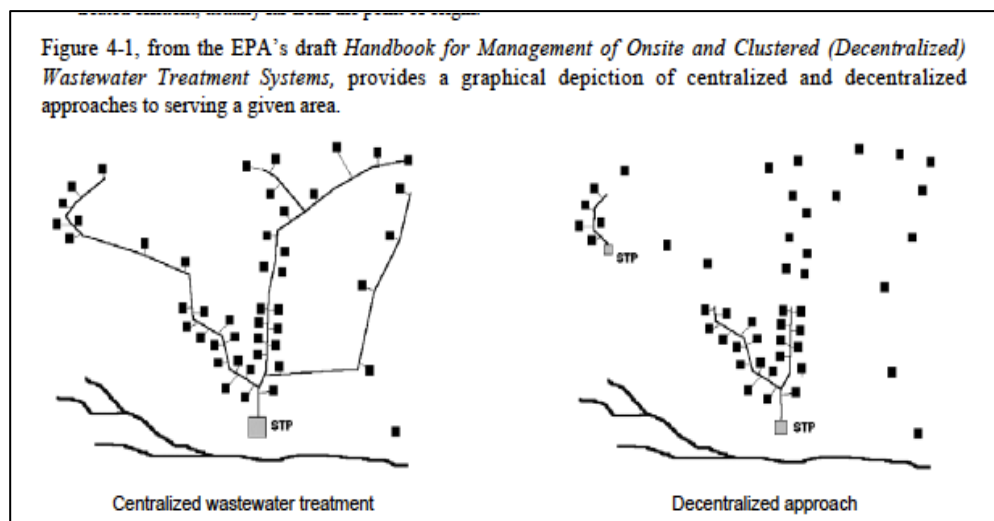 Figure 4-1, from the EPA's draft Handbook for Management of Onsite and Clustered (Decentralized)
Wastewater Treatment Systems, provides a graphical depiction of centralized and decentralized
approaches to serving a given area.
STP
STP
STP
Centralized wastewater treatment
Decentralized approach